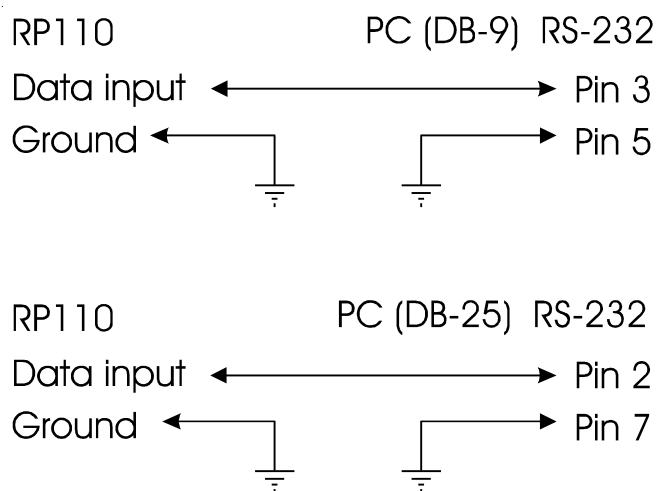 RP110 PC (DB-9) RS-232
Data input Pin 3
Ground Pin 5
RP110 PC (DB-25) RS-232
Data input Pin 2
Ground Pin 7